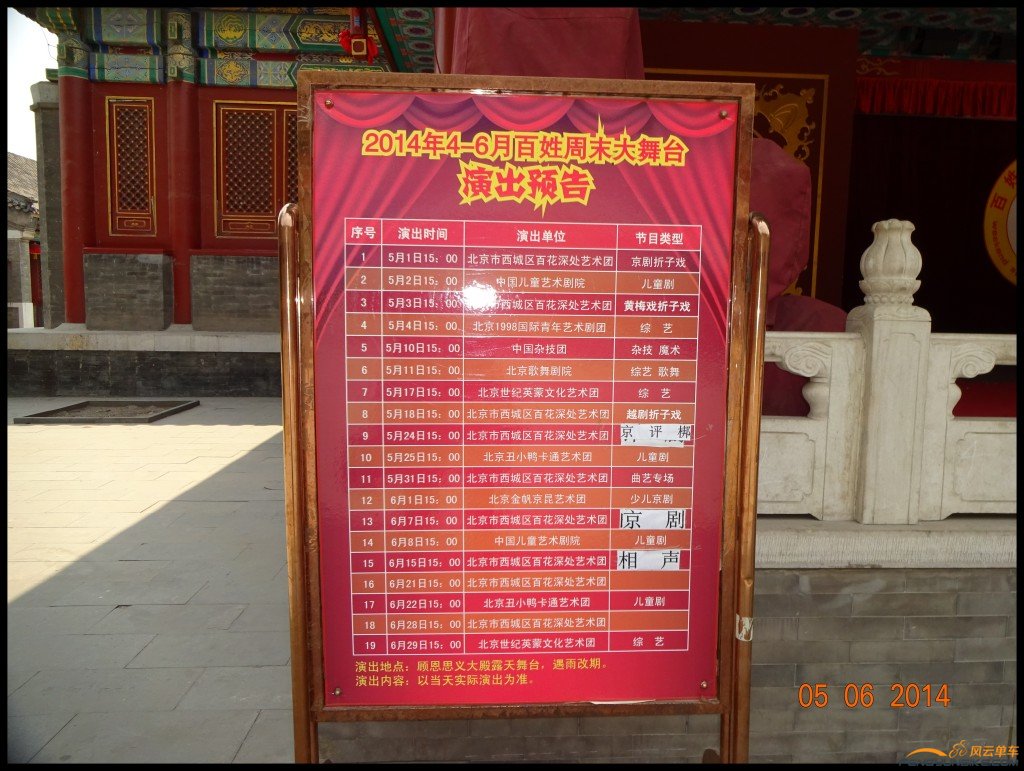 2014年4-6月百姓周末大舞台
演出预告
序号 演出时间 演出单位 节目类型
1 5月1日15：00 北京市西城区百花深处艺术团 京剧折子戏
2 5月2日15：00 中国儿童艺术剧院 儿童剧
3 5月3日15：00 市西城区百花深处艺术团 黄梅戏折子戏
4 5月4日15：00 北京1998国际青年艺术剧团 综 艺
5 5月10日15：00 中国杂技团 杂技 魔术
6 5月11日15：00 北京歌舞剧院 综艺 歌舞
7 5月17日15：00 北京世纪英蒙文化艺术团 综 艺
8 5月18日15：00 北京市西城区百花深处艺术团 越剧折子戏
9 5月24日15：00 北京市西城区百花深处艺术团 京 评 梆
10 5月25日15：00 北京丑小鸭卡通艺术团 儿童剧
11 5月31日15：00 北京市西城区百花深处艺术团 曲艺专场
12 6月1日15：00 北京金帆京昆艺术团 少儿京剧
13 6月7日15：00 北京市西城区百花深处艺术团 京 剧
14 6月8日15：00 中国儿童艺术剧院 儿童剧
15 6月15日15：00 北京市西城区百花深处艺术团 相 声
16 6月21日15：00 北京市西城区百花深处艺术团
17 6月22日15：00 北京丑小鸭卡通艺术团 儿童剧
18 6月28日15：00 北京市西城区百花深处艺术团
19 6月29日15：00 北京世纪英蒙文化艺术团 综 艺
演出地点：顾恩思义大殿露天舞台，遇雨改期。
演出内容：以当天实际演出为准。
百姓
05 06 2014
风云单车